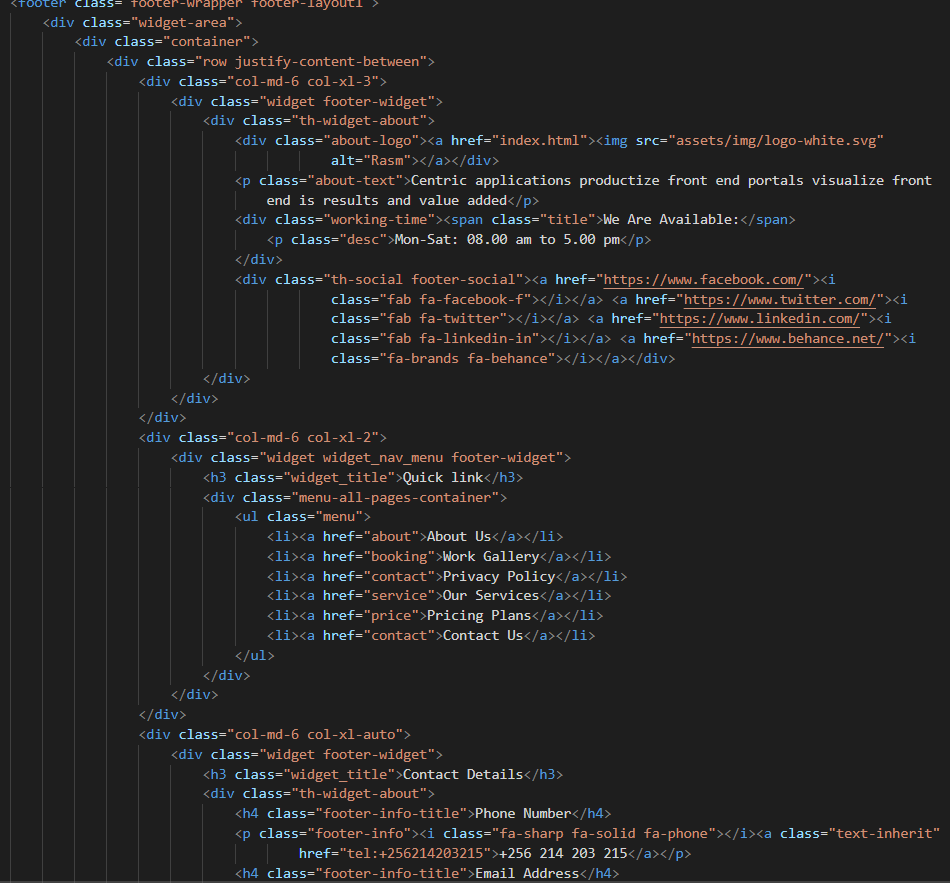 <footer class="footer-wrapper footer-layout1">
<div class="widget-area">
<div class="container">
<div class="row justify-content-between">
<div class="col-md-6 col-xl-3">
<div class="widget footer-widget">
<div class="th-widget-about">
<div class="about-logo"><a href="index.html"><img src="assets/img/logo-white.svg"
alt="Rasm"></a></div>
<p class="about-text">Centric applications productize front end portals visualize front
end is results and value added</p>
<div class="working-time"><span class="title">We Are Available:</span>
<p class="desc">Mon-Sat: 08.00 am to 5.00 pm</p>
</div>
<div class="th-social footer-social"><a href="https://www.facebook.com/"><i
class="fab fa-facebook-f"></i></a> <a href="https://www.twitter.com/"><i
class="fab fa-twitter"></i></a> <a href="https://www.linkedin.com/"><i
class="fab fa-linkedin-in"></i></a> <a href="https://www.behance.net/"><i
class="fa-brands fa-behance"></i></a></div>
</div>
</div>
</div>
<div class="col-md-6 col-xl-2">
<div class="widget widget_nav_menu footer-widget">
<h3 class="widget_title">Quick link</h3>
<div class="menu-all-pages-container">
<ul class="menu">
<li><a href="about">About Us</a></li>
<li><a href="booking">Work Gallery</a></li>
<li><a href="contact">Privacy Policy</a></li>
<li><a href="service">Our Services</a></li>
<li><a href="price">Pricing Plans</a></li>
<li><a href="contact">Contact Us</a></li>
</ul>
</div>
</div>
</div>
<div class="col-md-6 col-xl-auto">
<div class="widget footer-widget">
<h3 class="widget_title">Contact Details</h3>
<div class="th-widget-about">
<h4 class="footer-info-title">Phone Number</h4>
<p class="footer-info"><i class="fa-sharp fa-solid fa-phone"></i><a class="text-inherit"
href="tel:+256214203215">+256 214 203 215</a></p>
<h4 class="footer-info-title">Email Address</h4>